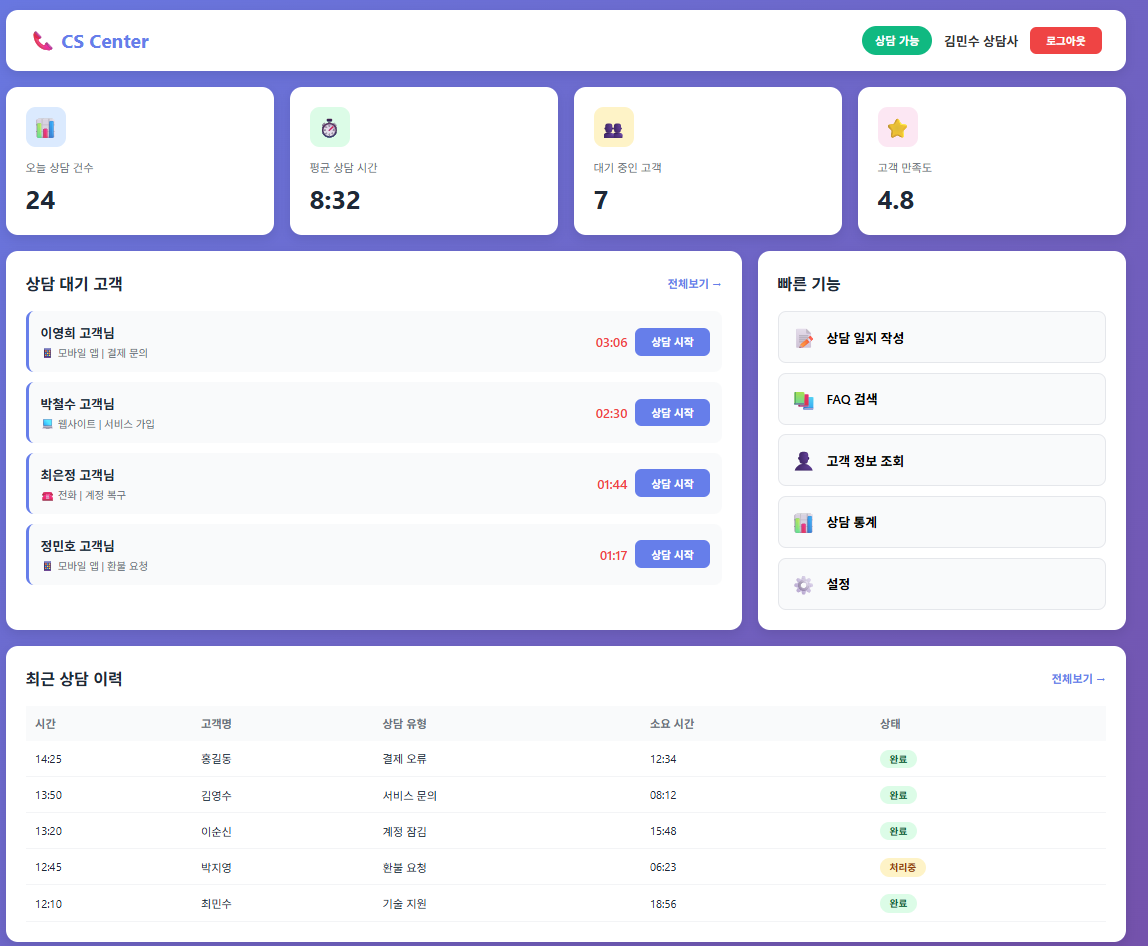 CS Center
상담 가능 김민수 상담사 로그아웃
오늘 상담 건수
24
평균 상담 시간
8:32
대기 중인 고객
7
고객 만족도
4.8
상담 대기 고객 전체보기 →
이영희 고객님
모바일 앱 | 결제 문의
03:06 상담 시작
박철수 고객님
웹사이트 | 서비스 가입
02:30 상담 시작
최은정 고객님
전화 | 계정 복구
01:44 상담 시작
정민호 고객님
모바일 앱 | 환불 요청
01:17 상담 시작
빠른 기능
상담 일지 작성
FAQ 검색
고객 정보 조회
상담 통계
설정
최근 상담 이력 전체보기 →
시간 고객명 상담 유형 소요 시간 상태
14:25 홍길동 결제 오류 12:34 완료
13:50 김영수 서비스 문의 08:12 완료
13:20 이순신 계정 잠김 15:48 완료
12:45 박지영 환불 요청 06:23 처리중
12:10 최민수 기술 지원 18:56 완료